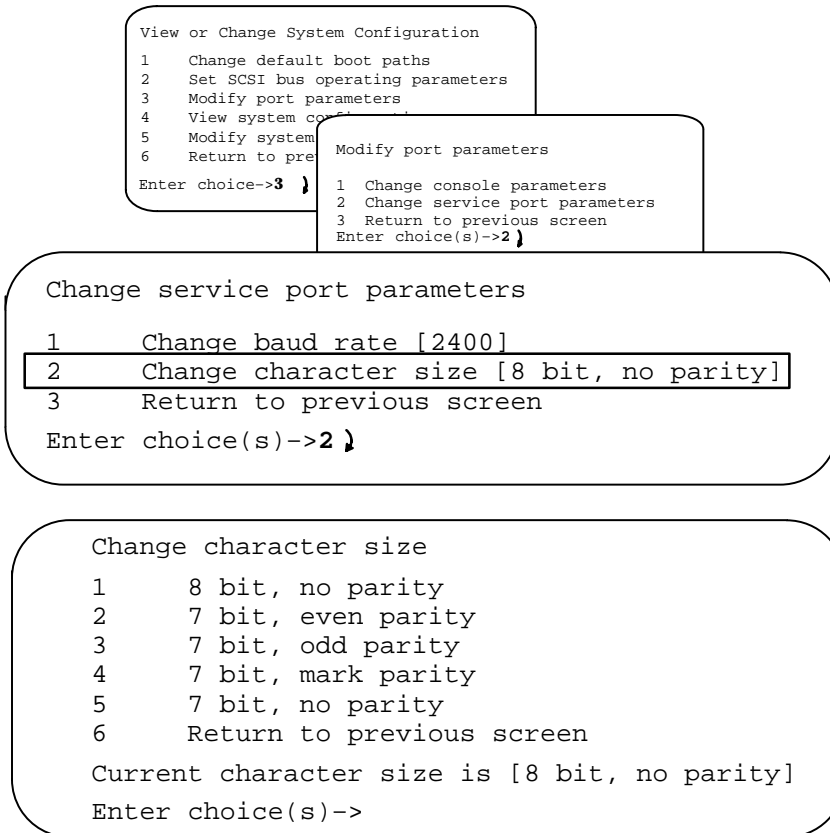 View or Change System Configuration
1 Change default boot paths
2 Set SCSI bus operating parameters
3 Modify port parameters
4 View system
5 Modify system
6 Return to
Enter choice->3
Modify port parameters
1 Change console parameters
2 Change service port parameters
3 Return to previous screen
Enter choice(s)->2
Change service port parameters
1 Change baud rate [2400]
2 Change character size [8 bit, no parity]
3 Return to previous screen
Enter choice(s)->2
Change character size
1 8 bit, no parity
2 7 bit, even parity
3 7 bit, odd parity
4 7 bit, mark parity
5 7 bit, no parity
6 Return to previous screen
Current character size is [8 bit, no parity]
Enter choice(s)->